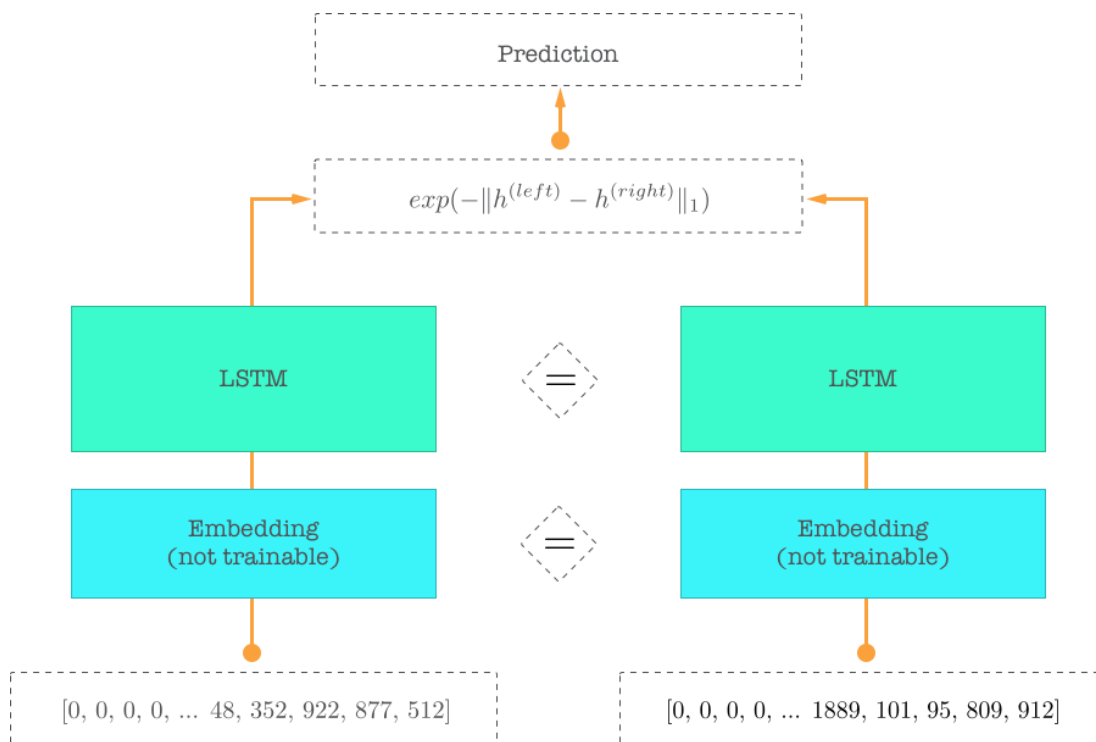 Prediction
exp(−‖h^(left) − h^(right)‖₁)
LSTM
=
LSTM
Embedding
(not trainable)
=
Embedding
(not trainable)
[0, 0, 0, 0, ... 48, 352, 922, 877, 512]
[0, 0, 0, 0, ... 1889, 101, 95, 809, 912]